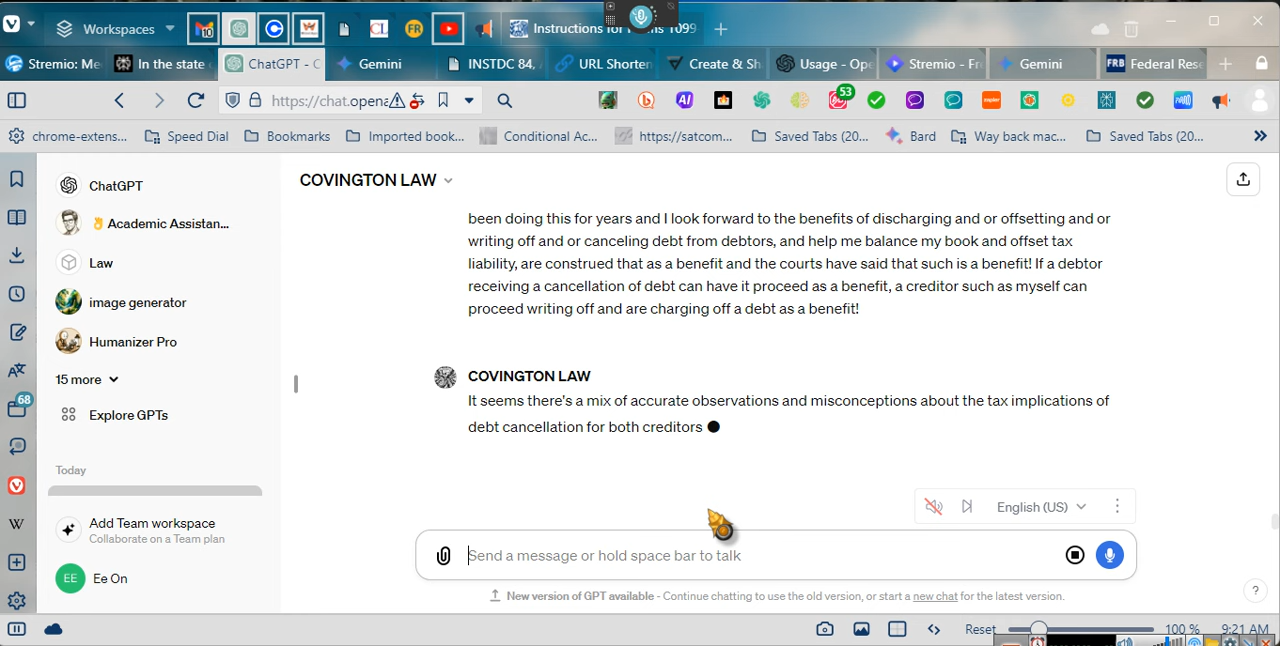 Workspaces
10
CL
FR
Instructions for
1099
Stremio: Me
In the state
ChatGPT - C
Gemini
INSTDC 84,
URL Shorten
Create & Sh
Usage - Ope
Stremio - Fr
Gemini
FRB
Federal Rese
https://chat.opena
AI
53
chrome-extens...
Speed Dial
Bookmarks
Imported book...
Conditional Ac...
https://satcom...
Saved Tabs (20...
Bard
Way back mac...
Saved Tabs (20...
ChatGPT
Academic Assistan...
Law
image generator
Humanizer Pro
15 more
Explore GPTs
Today
Add Team workspace
Collaborate on a Team plan
EE
Ee On
68
W
COVINGTON LAW
been doing this for years and I look forward to the benefits of discharging and or offsetting and or
writing off and or canceling debt from debtors, and help me balance my book and offset tax
liability, are construed that as a benefit and the courts have said that such is a benefit! If a debtor
receiving a cancellation of debt can have it proceed as a benefit, a creditor such as myself can
proceed writing off and are charging off a debt as a benefit!
COVINGTON LAW
It seems there's a mix of accurate observations and misconceptions about the tax implications of
debt cancellation for both creditors
English (US)
Send a message or hold space bar to talk
New version of GPT available - Continue chatting to use the old version, or start a new chat for the latest version.
?
Reset
100 %
9:21 AM